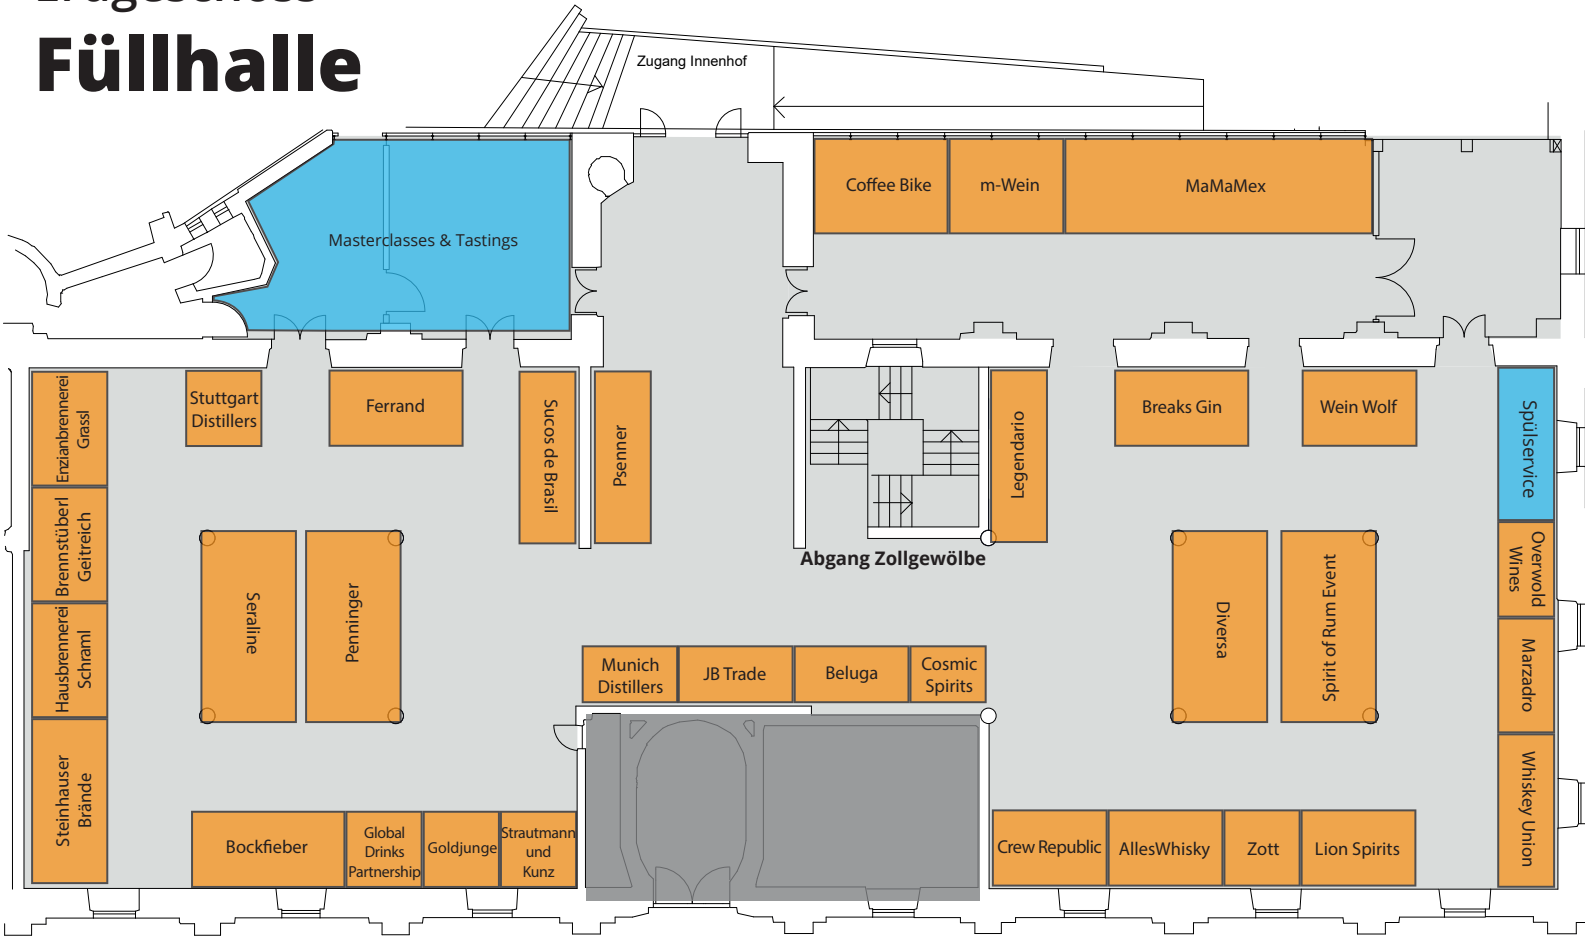 Erdgeschoss
Füllhalle
Zugang Innenhof
Coffee Bike
m-Wein
MaMaMex
Masterclasses & Tastings
Enzianbrennerei
Grassl
Stuttgart
Distillers
Ferrand
Sucos de Brasil
Psenner
Legendario
Breaks Gin
Wein Wolf
Spülservice
Brennstüberl
Geitreich
Abgang Zollgewölbe
Overwold
Wines
Hausbrennerei
Schraml
Seraline
Penninger
Diversa
Spirit of Rum Event
Marzadro
Munich
Distillers
JB Trade
Beluga
Cosmic
Spirits
Steinhauser
Brände
Whiskey Union
Bockfieber
Global
Drinks
Partnership
Goldjunge
Strautmann
und
Kunz
Crew Republic
AllesWhisky
Zott
Lion Spirits